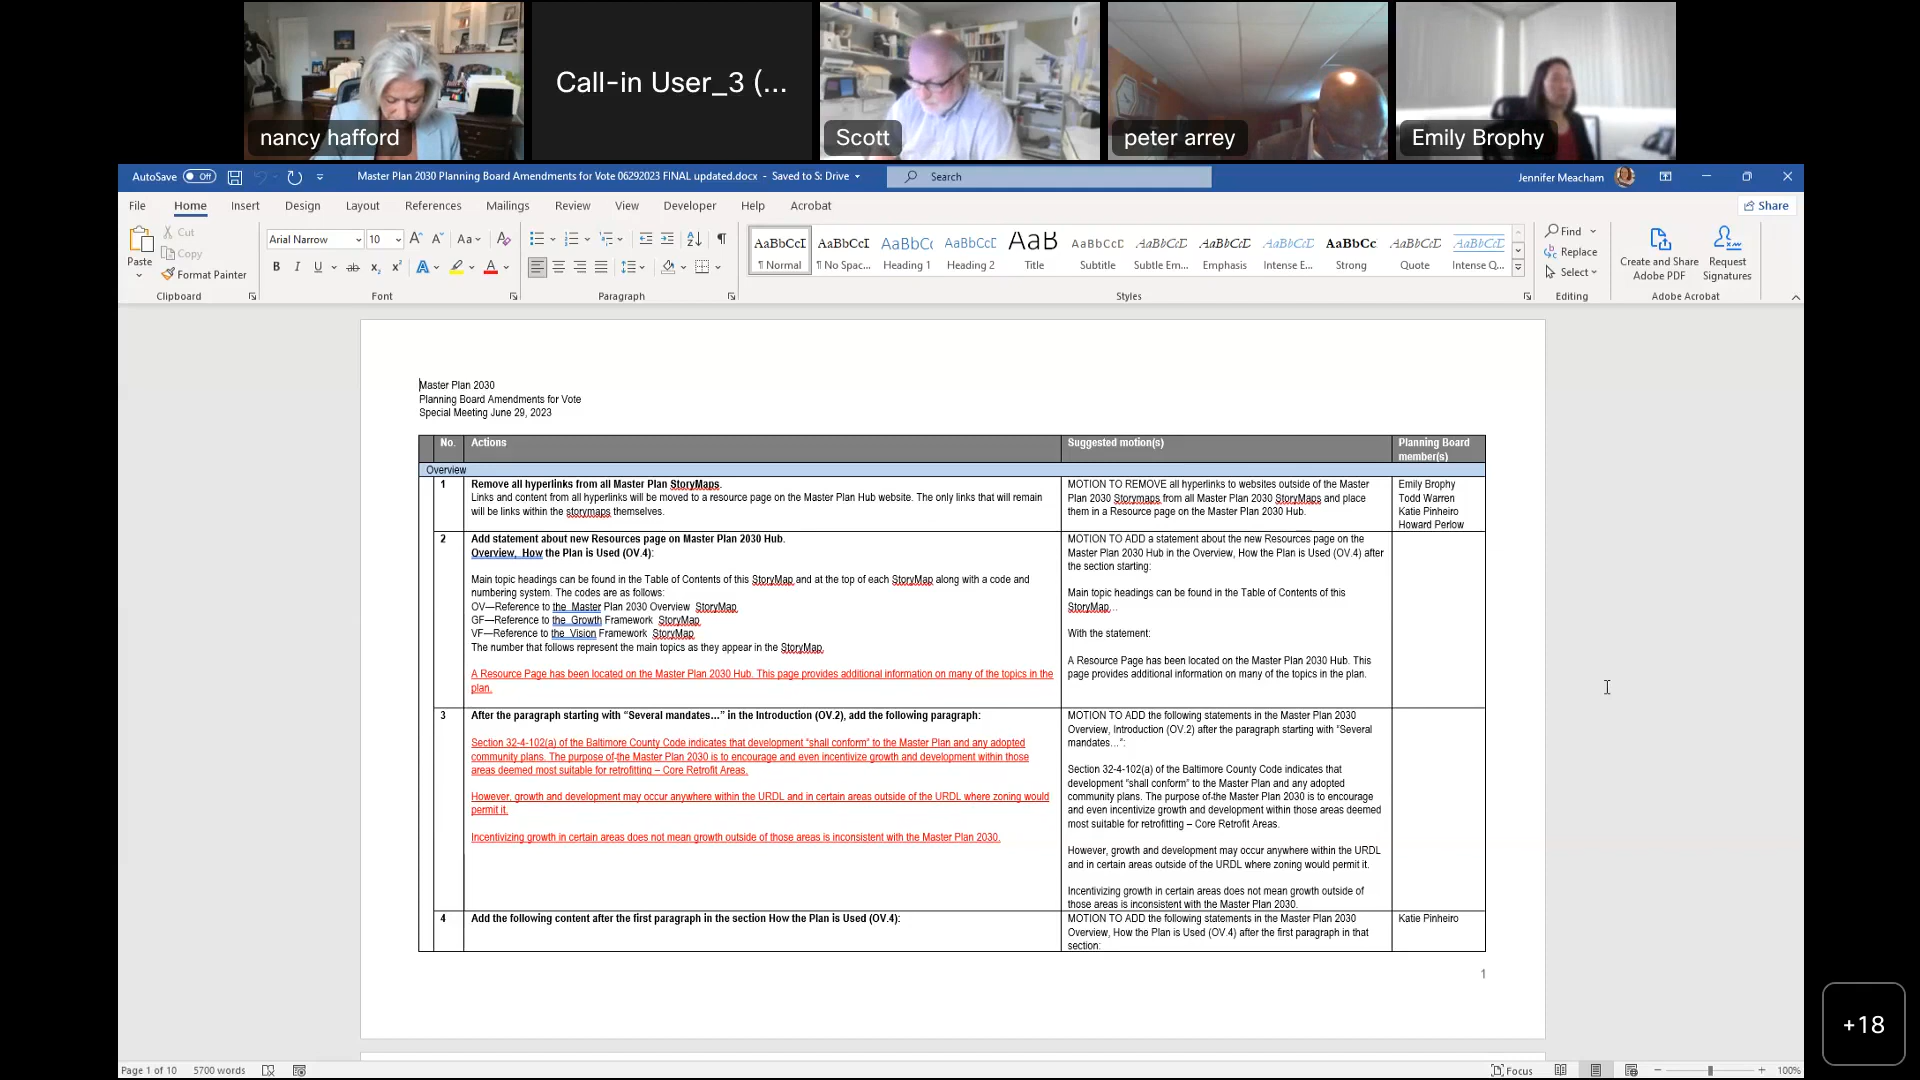 nancy hafford
Call-in User_3 (...
Scott
peter arrey
Emily Brophy
AutoSave Off
Master Plan 2030 Planning Board Amendments for Vote 06292023 FINAL updated.docx - Saved to S: Drive
Search
Jennifer Meacham
File Home Insert Design Layout References Mailings Review View Developer Help Acrobat
Share
Paste
Cut
Copy
Format Painter
Clipboard
Arial Narrow 10
Font
Paragraph
AaBbCcI AaBbCcI AaBbCc AaBbCcD AaB AaBbCcD AaBbCcD AaBbCcD AaBbCcD AaBbCc AaBbCcD AaBbCcD
¶ Normal ¶ No Spac... Heading 1 Heading 2 Title Subtitle Subtle Em... Emphasis Intense E... Strong Quote Intense Q...
Styles
Find
Replace
Select
Editing
Create and Share Adobe PDF
Request Signatures
Adobe Acrobat
Master Plan 2030
Planning Board Amendments for Vote
Special Meeting June 29, 2023
No. Actions Suggested motion(s) Planning Board member(s)
Overview
1
Remove all hyperlinks from all Master Plan StoryMaps.
Links and content from all hyperlinks will be moved to a resource page on the Master Plan Hub website. The only links that will remain
will be links within the storymaps themselves.
MOTION TO REMOVE all hyperlinks to websites outside of the Master
Plan 2030 Storymaps from all Master Plan 2030 StoryMaps and place
them in a Resource page on the Master Plan 2030 Hub.
Emily Brophy
Todd Warren
Katie Pinheiro
Howard Perlow
2
Add statement about new Resources page on Master Plan 2030 Hub.
Overview, How the Plan is Used (OV.4):
Main topic headings can be found in the Table of Contents of this StoryMap and at the top of each StoryMap along with a code and
numbering system. The codes are as follows:
OV—Reference to the Master Plan 2030 Overview StoryMap
GF—Reference to the Growth Framework StoryMap
VF—Reference to the Vision Framework StoryMap
The number that follows represent the main topics as they appear in the StoryMap.
A Resource Page has been located on the Master Plan 2030 Hub. This page provides additional information on many of the topics in the
plan.
MOTION TO ADD a statement about the new Resources page on the
Master Plan 2030 Hub in the Overview, How the Plan is Used (OV.4) after
the section starting:
Main topic headings can be found in the Table of Contents of this
StoryMap...
With the statement:
A Resource Page has been located on the Master Plan 2030 Hub. This
page provides additional information on many of the topics in the plan.
3
After the paragraph starting with “Several mandates…” in the Introduction (OV.2), add the following paragraph:
Section 32-4-102(a) of the Baltimore County Code indicates that development “shall conform” to the Master Plan and any adopted
community plans. The purpose of the Master Plan 2030 is to encourage and even incentivize growth and development within those
areas deemed most suitable for retrofitting – Core Retrofit Areas.
However, growth and development may occur anywhere within the URDL and in certain areas outside of the URDL where zoning would
permit it.
Incentivizing growth in certain areas does not mean growth outside of those areas is inconsistent with the Master Plan 2030.
MOTION TO ADD the following statements in the Master Plan 2030
Overview, Introduction (OV.2) after the paragraph starting with “Several
mandates…”:
Section 32-4-102(a) of the Baltimore County Code indicates that
development “shall conform” to the Master Plan and any adopted
community plans. The purpose of the Master Plan 2030 is to encourage
and even incentivize growth and development within those areas deemed
most suitable for retrofitting – Core Retrofit Areas.
However, growth and development may occur anywhere within the URDL
and in certain areas outside of the URDL where zoning would permit it.
Incentivizing growth in certain areas does not mean growth outside of
those areas is inconsistent with the Master Plan 2030.
4
Add the following content after the first paragraph in the section How the Plan is Used (OV.4):
MOTION TO ADD the following statements in the Master Plan 2030
Overview, How the Plan is Used (OV.4) after the first paragraph in that
section:
Katie Pinheiro
1
+18
Page 1 of 10 5700 words
Focus
100%